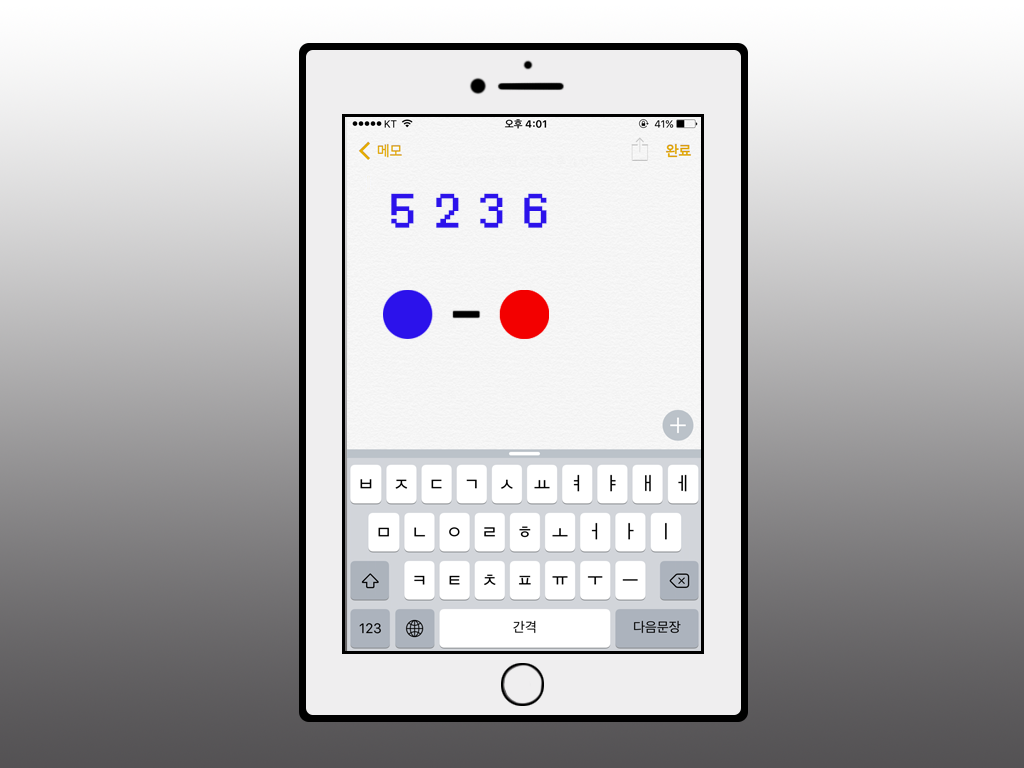 KT 오후 4:01 41%
메모 완료
5 2 3 6
ㅂ ㅈ ㄷ ㄱ ㅅ ㅛ ㅕ ㅑ ㅐ ㅔ
ㅁ ㄴ ㅇ ㄹ ㅎ ㅗ ㅓ ㅏ ㅣ
ㅋ ㅌ ㅊ ㅍ ㅠ ㅜ ㅡ
123 간격 다음문장